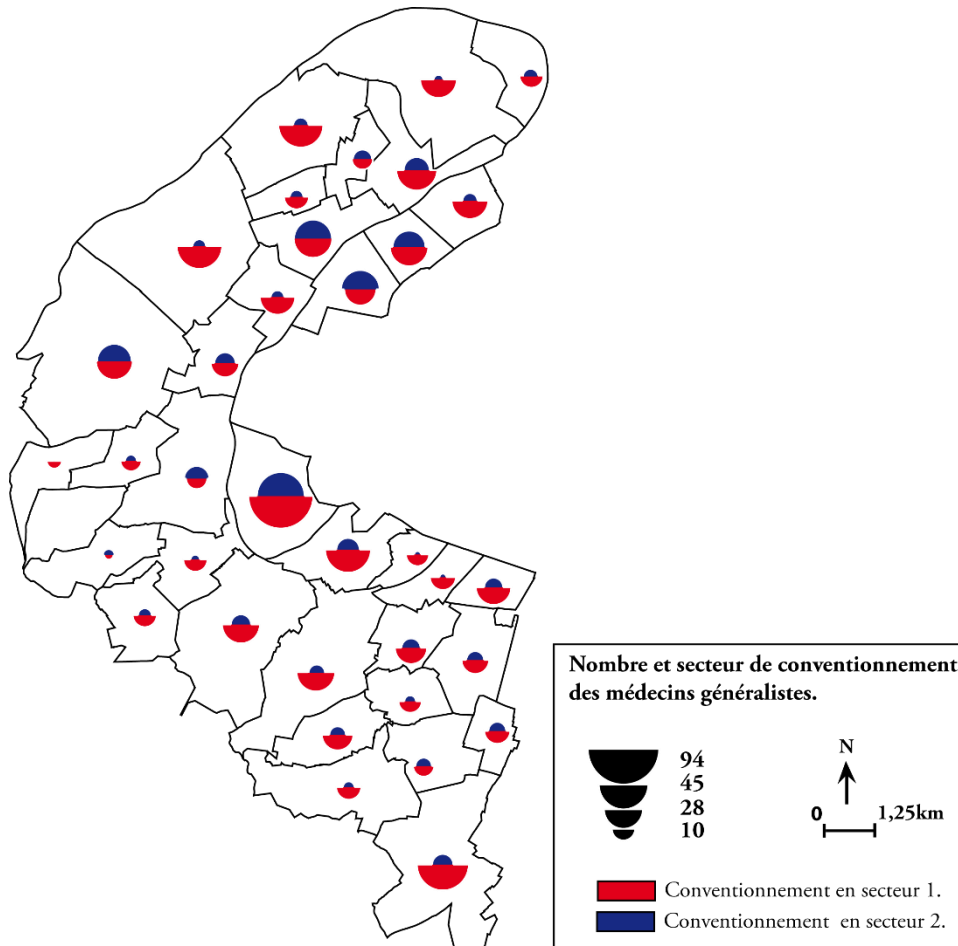 Nombre et secteur de conventionnement
des médecins généralistes.
94
45
28
10
N
0 1,25km
Conventionnement en secteur 1.
Conventionnement en secteur 2.